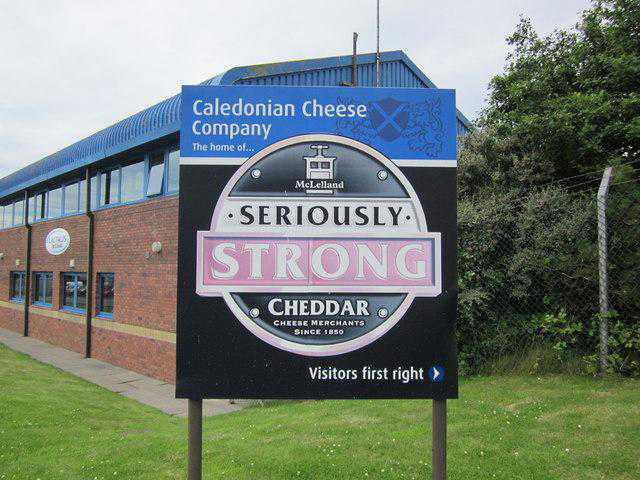 Caledonian Cheese
Company
The home of...
McLelland
· SERIOUSLY ·
STRONG
CHEDDAR
CHEESE MERCHANTS
SINCE 1850
Visitors first right